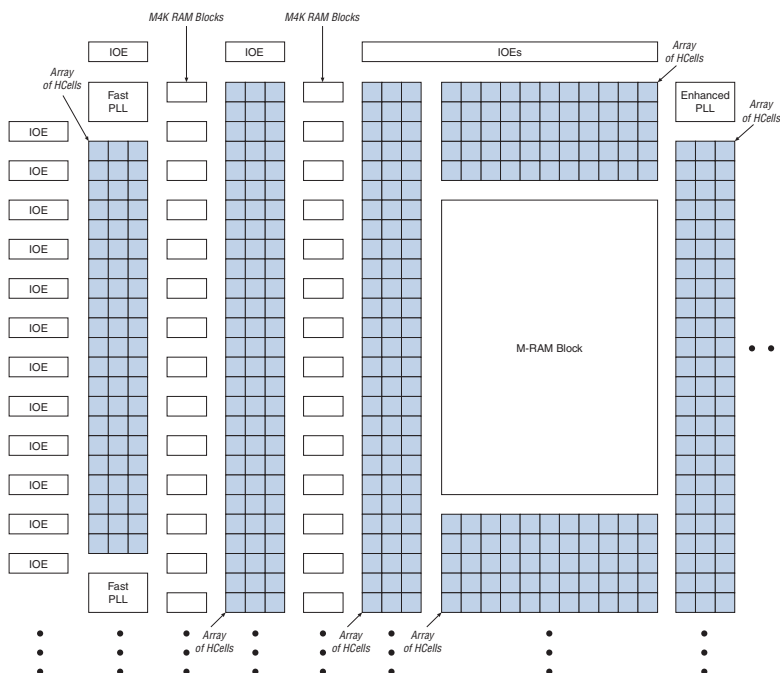 M4K RAM Blocks
M4K RAM Blocks
IOE
IOE
IOEs
Array
of HCells
Array
of HCells
Fast
PLL
Enhanced
PLL
Array
of HCells
IOE
IOE
IOE
IOE
IOE
IOE
M-RAM Block
IOE
IOE
IOE
IOE
IOE
IOE
Fast
PLL
Array
of HCells
Array
of HCells
Array
of HCells